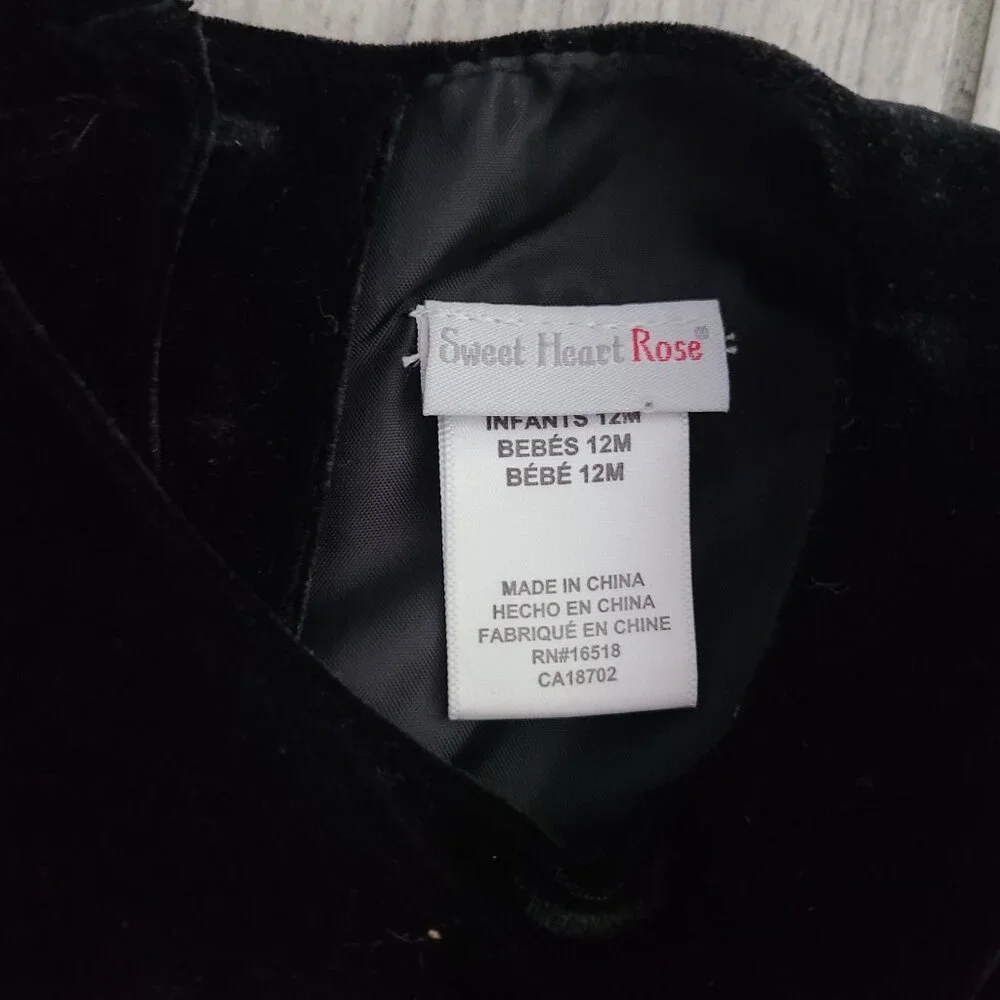 Sweet Heart Rose®
INFANTS 12M
BEBÉS 12M
BÉBÉ 12M
MADE IN CHINA
HECHO EN CHINA
FABRIQUÉ EN CHINE
RN#16518
CA18702